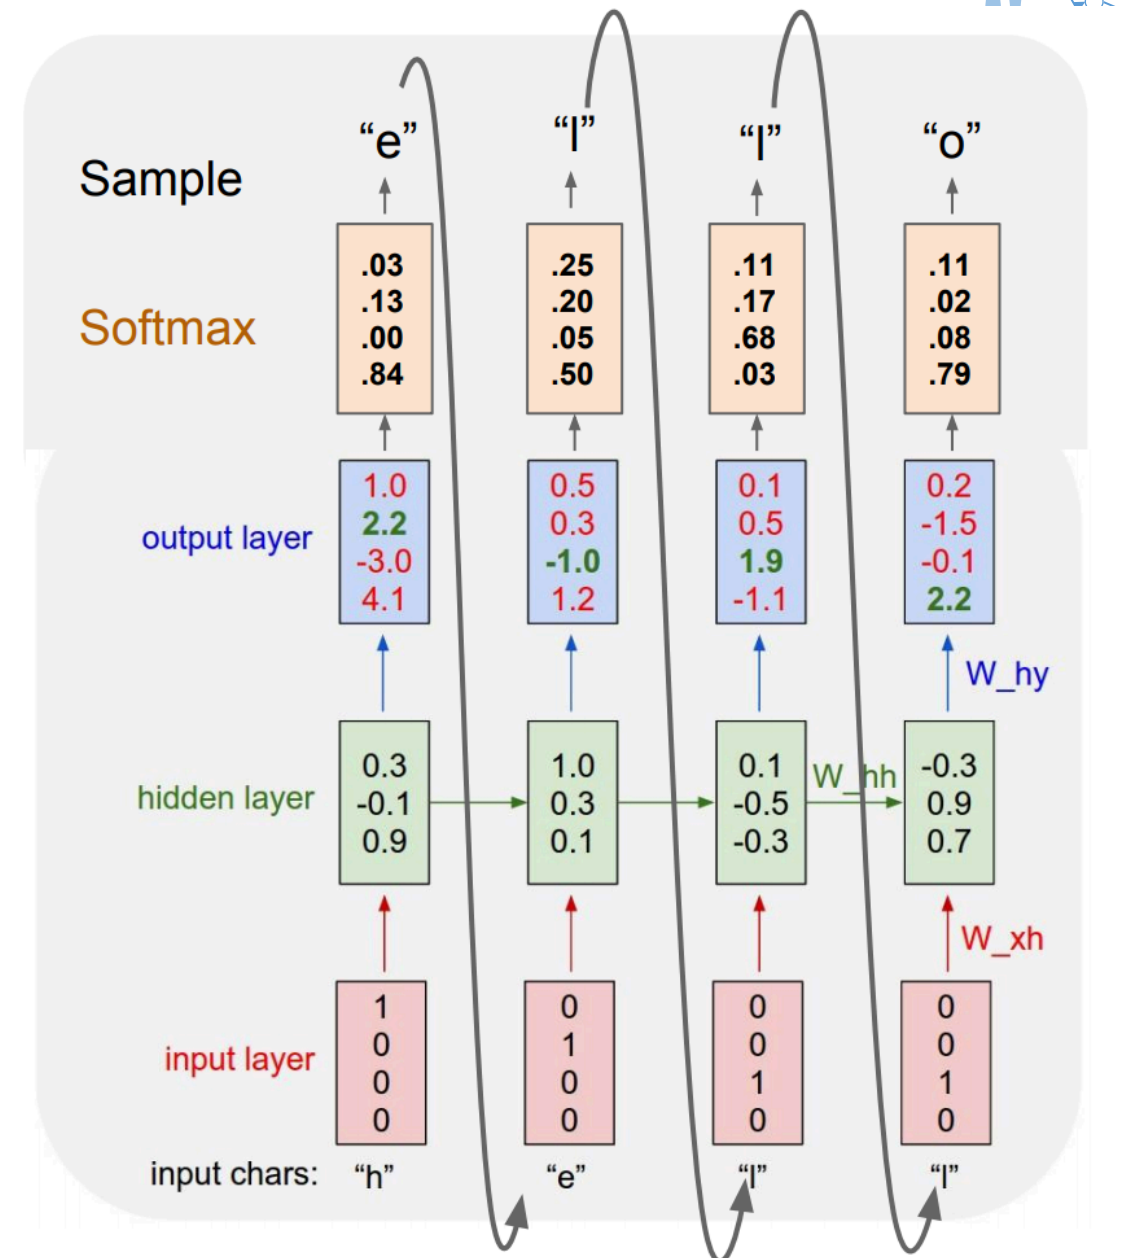 “e” “l” “l” “o”
Sample
Softmax
.03 .25 .11 .11
.13 .20 .17 .02
.00 .05 .68 .08
.84 .50 .03 .79
output layer
1.0 0.5 0.1 0.2
2.2 0.3 0.5 -1.5
-3.0 -1.0 1.9 -0.1
4.1 1.2 -1.1 2.2
W_hy
hidden layer
0.3 1.0 0.1 -0.3
-0.1 0.3 -0.5 0.9
0.9 0.1 -0.3 0.7
W_hh
W_xh
input layer
1 0 0 0
0 1 0 0
0 0 1 1
0 0 0 0
input chars: “h” “e” “l” “l”